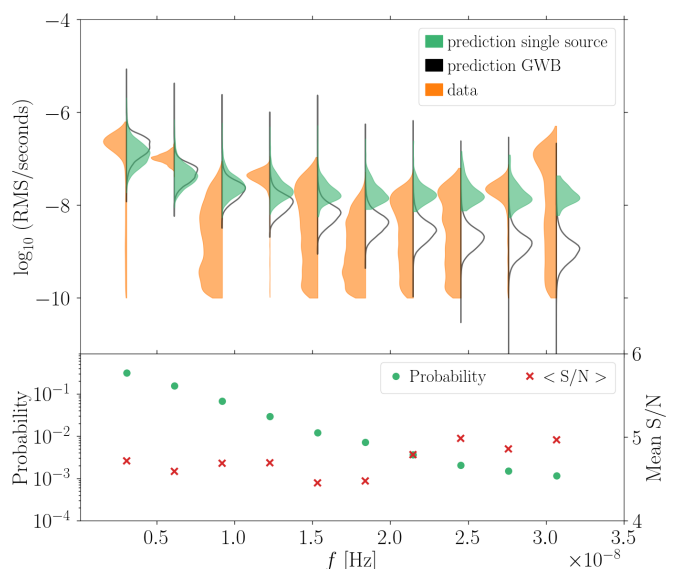 −4
−6
−8
−10
log₁₀ (RMS/seconds)
prediction single source
prediction GWB
data
6
5
4
Mean S/N
10⁻¹
10⁻²
10⁻³
10⁻⁴
Probability
Probability
< S/N >
0.5 1.0 1.5 2.0 2.5 3.0 3.5
f [Hz]
×10⁻⁸